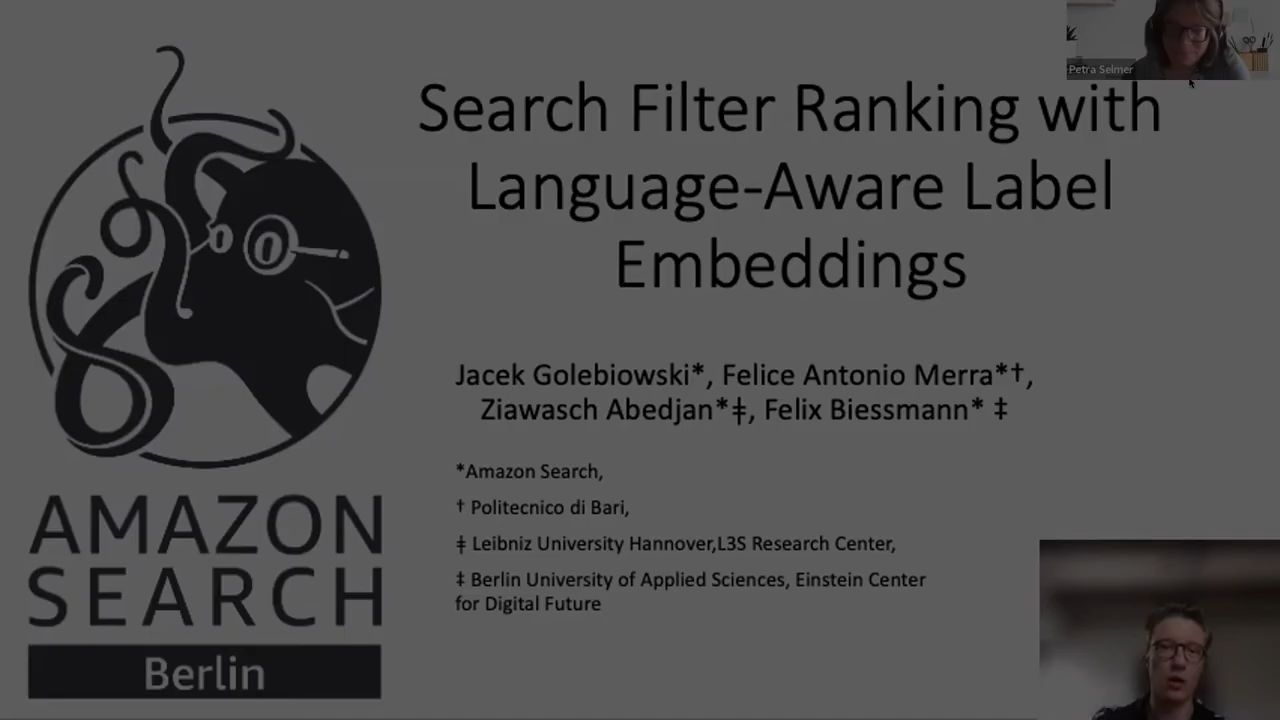 Petra Selmer
Search Filter Ranking with
Language-Aware Label
Embeddings
Jacek Golebiowski*, Felice Antonio Merra*†,
Ziawasch Abedjan*ǂ, Felix Biessmann* ‡
*Amazon Search,
† Politecnico di Bari,
ǂ Leibniz University Hannover,L3S Research Center,
‡ Berlin University of Applied Sciences, Einstein Center
for Digital Future
AMAZON
SEARCH
Berlin